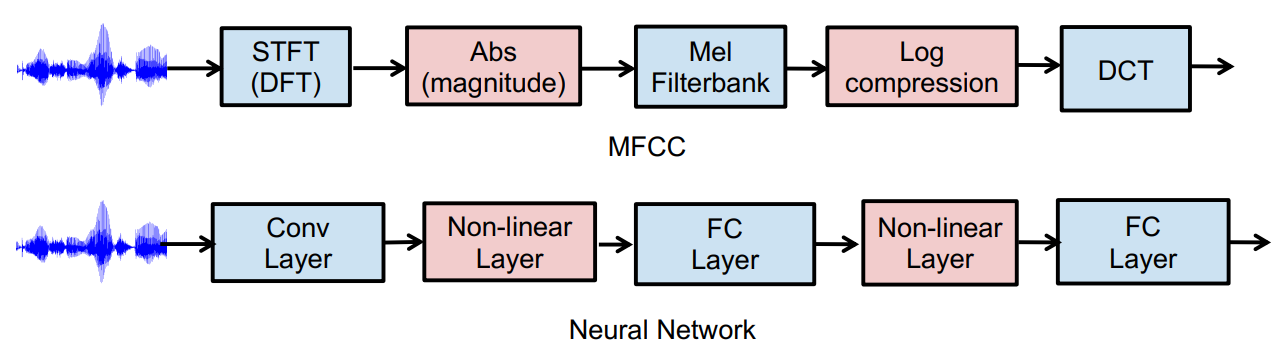 STFT
(DFT)
Abs
(magnitude)
Mel
Filterbank
Log
compression
DCT
MFCC
Conv
Layer
Non-linear
Layer
FC
Layer
Non-linear
Layer
FC
Layer
Neural Network